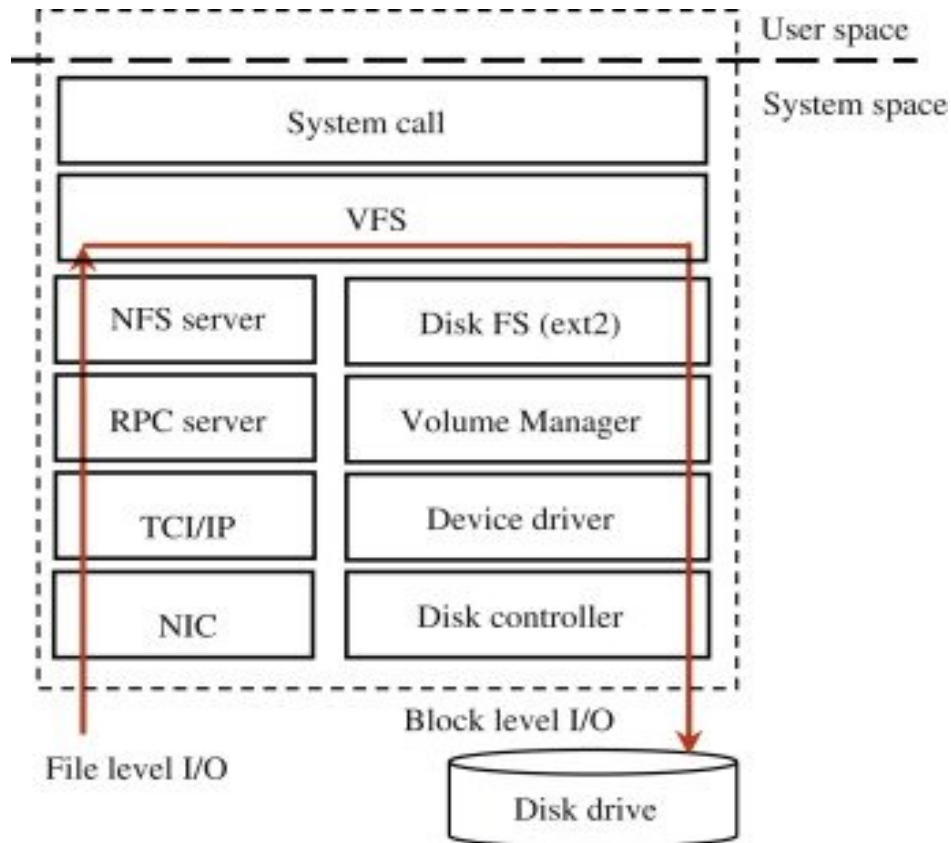 User space
System space
System call
VFS
NFS server
Disk FS (ext2)
RPC server
Volume Manager
TCI/IP
Device driver
NIC
Disk controller
Block level I/O
File level I/O
Disk drive